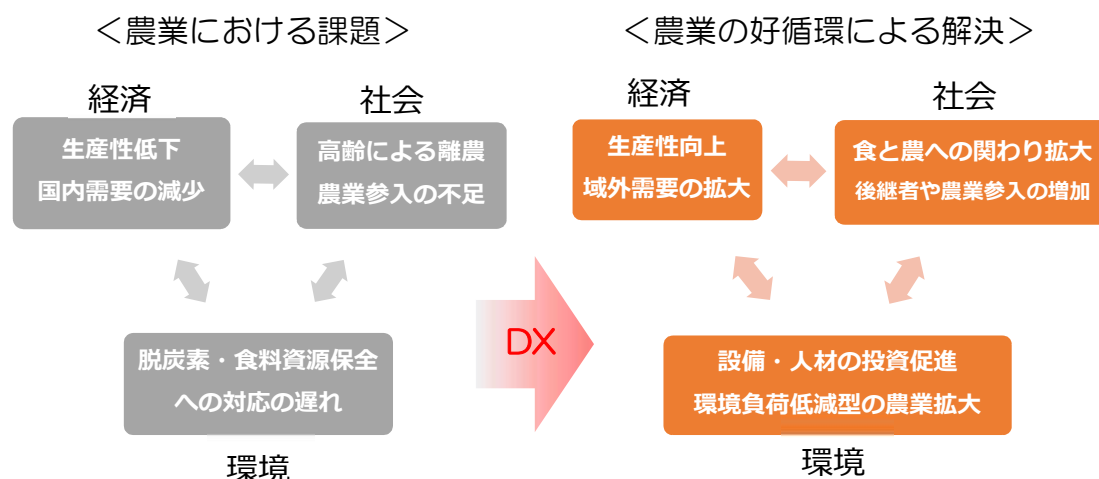 ＜農業における課題＞
経済
社会
生産性低下
国内需要の減少
高齢による離農
農業参入の不足
脱炭素・食料資源保全
への対応の遅れ
環境
DX
＜農業の好循環による解決＞
経済
社会
生産性向上
域外需要の拡大
食と農への関わり拡大
後継者や農業参入の増加
設備・人材の投資促進
環境負荷低減型の農業拡大
環境